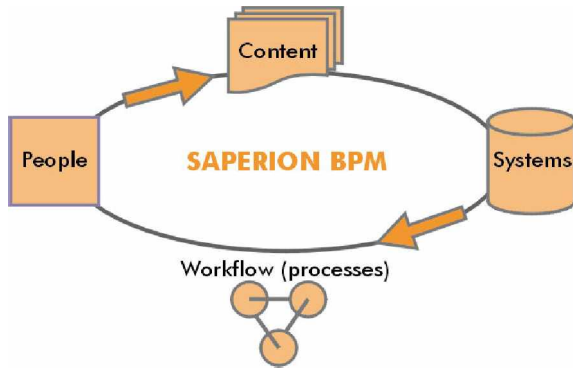 Content
People
SAPERION BPM
Systems
Workflow (processes)